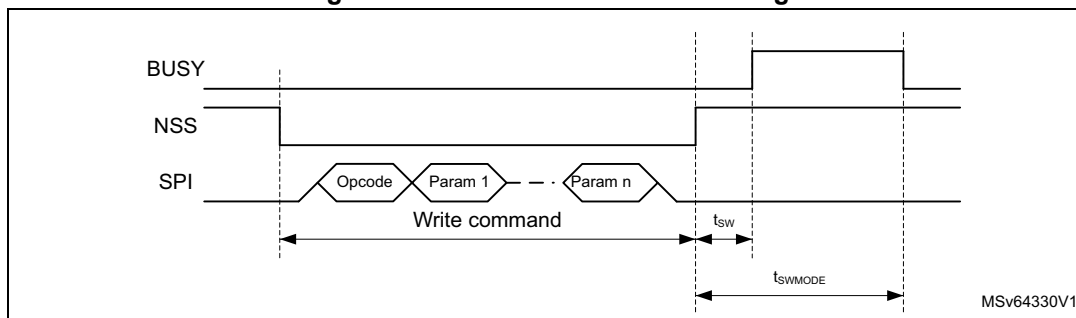 BUSY
NSS
SPI
Opcode
Param 1
Param n
Write command
tSW
tSWMODE
MSv64330V1